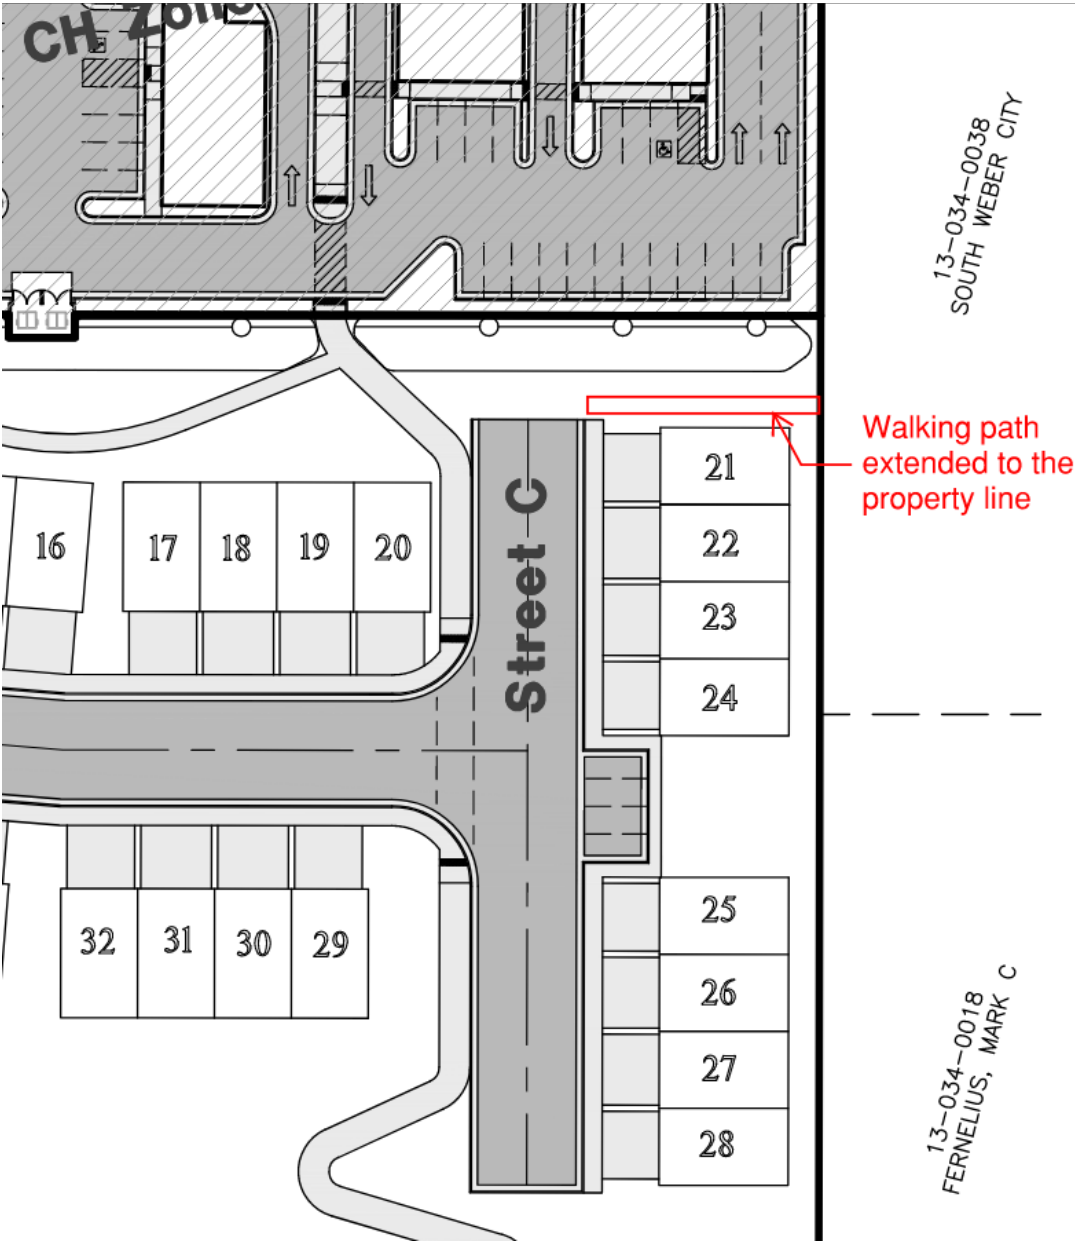 CH Zone
13-034-0038
SOUTH WEBER CITY
Walking path
extended to the
property line
Street C
21
22
23
24
16
17
18
19
20
25
26
27
28
32
31
30
29
13-034-0018
FERNELIUS, MARK C